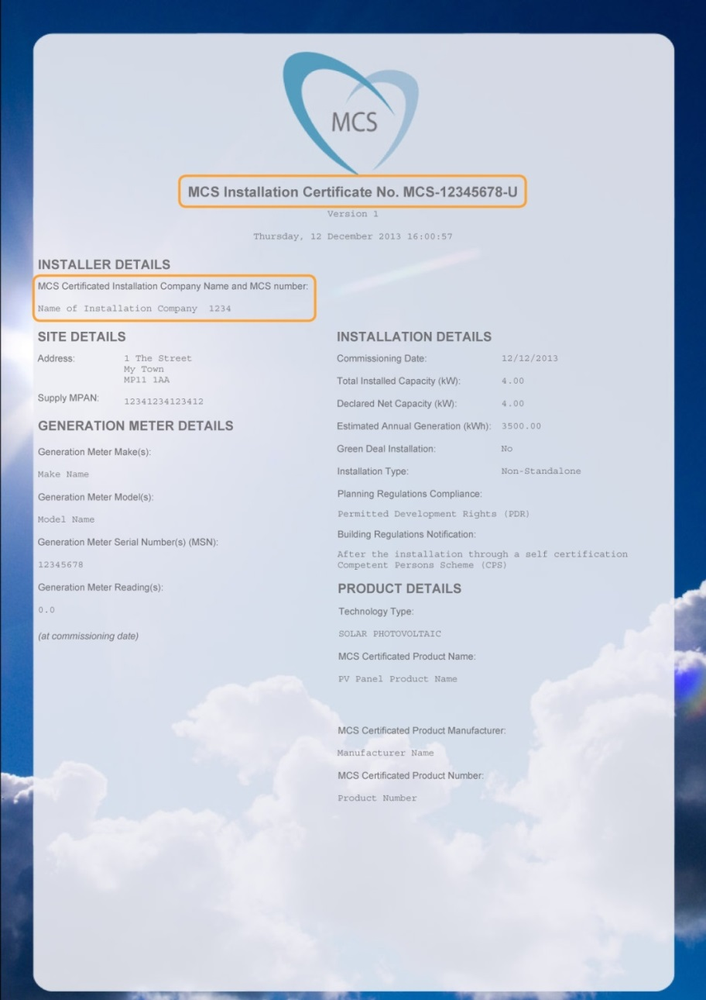 MCS
MCS Installation Certificate No. MCS-12345678-U
Version 1
Thursday, 12 December 2013 16:00:57
INSTALLER DETAILS
MCS Certificated Installation Company Name and MCS number:
Name of Installation Company 1234
SITE DETAILS
Address: 1 The Street
My Town
MP11 1AA
Supply MPAN: 12341234123412
GENERATION METER DETAILS
Generation Meter Make(s):
Make Name
Generation Meter Model(s):
Model Name
Generation Meter Serial Number(s) (MSN):
12345678
Generation Meter Reading(s):
0.0
(at commissioning date)
INSTALLATION DETAILS
Commissioning Date: 12/12/2013
Total Installed Capacity (kW): 4.00
Declared Net Capacity (kW): 4.00
Estimated Annual Generation (kWh): 3500.00
Green Deal Installation: No
Installation Type: Non-Standalone
Planning Regulations Compliance:
Permitted Development Rights (PDR)
Building Regulations Notification:
After the installation through a self certification
Competent Persons Scheme (CPS)
PRODUCT DETAILS
Technology Type:
SOLAR PHOTOVOLTAIC
MCS Certificated Product Name:
PV Panel Product Name
MCS Certificated Product Manufacturer:
Manufacturer Name
MCS Certificated Product Number:
Product Number